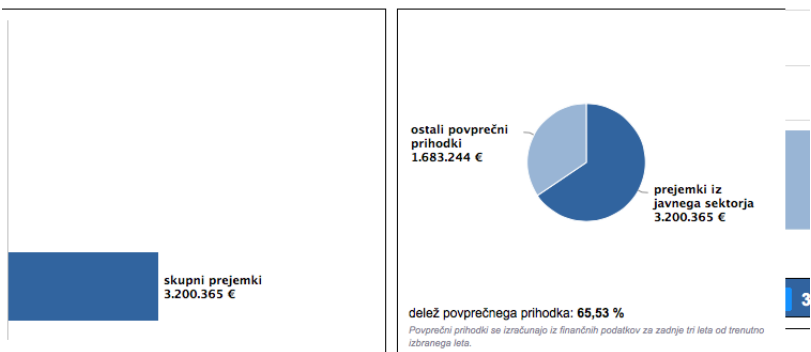 skupni prejemki
3.200.365 €
ostali povprečni
prihodki
1.683.244 €
prejemki iz
javnega sektorja
3.200.365 €
delež povprečnega prihodka: 65,53 %
Povprečni prihodki se izračunajo iz finančnih podatkov za zadnje tri leta od trenutno
izbranega leta.
3